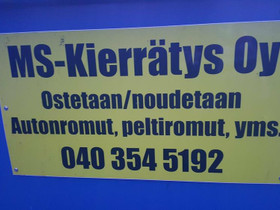 MS-Kierrätys Oy
Ostetaan/noudetaan
Autonromut, peltiromut, yms.
040 354 5192